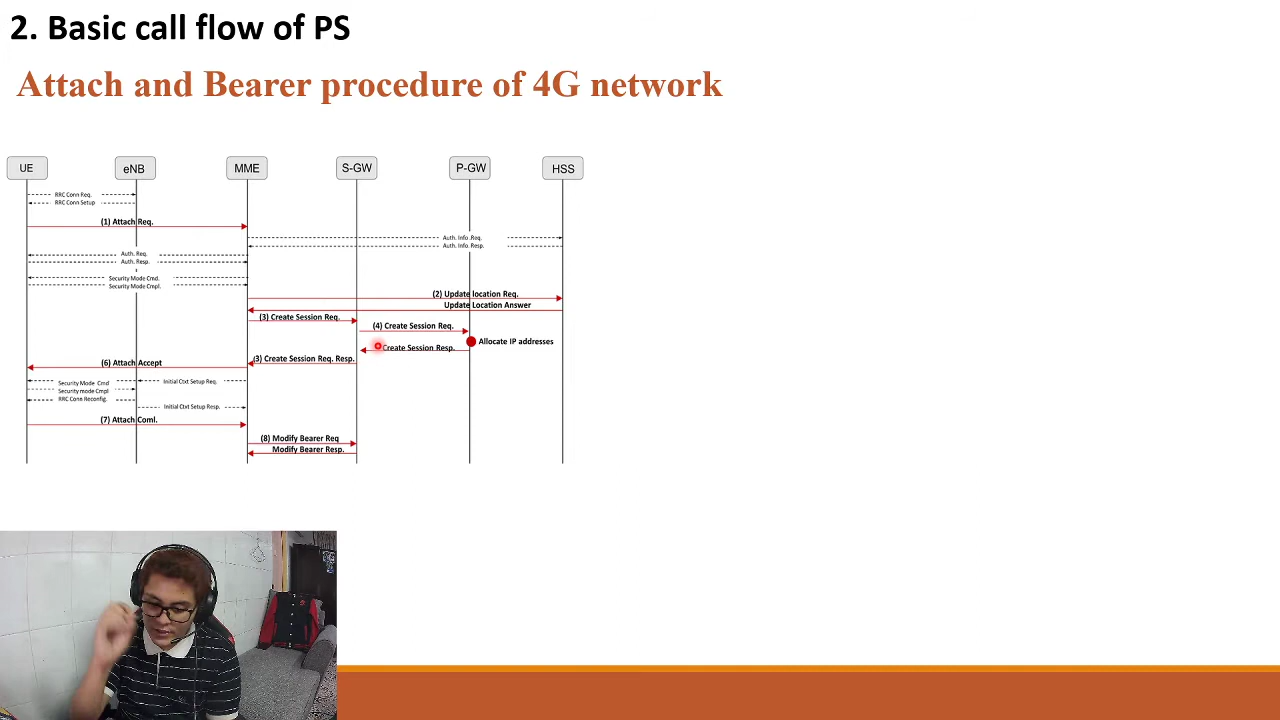 2. Basic call flow of PS
Attach and Bearer procedure of 4G network
UE eNB MME S-GW P-GW HSS
RRC Conn Req.
RRC Conn Setup
(1) Attach Req.
Auth. Info .Req.
Auth. Info. Resp.
Auth. Req.
Auth. Resp.
Security Mode Cmd.
Security Mode Cmpl.
(2) Update location Req.
Update Location Answer
(3) Create Session Req.
(4) Create Session Req.
Allocate IP addresses
Create Session Resp.
(3) Create Session Req. Resp.
(6) Attach Accept
Initial Ctxt Setup Req.
Security Mode Cmd
Security mode Cmpl
RRC Conn Reconfig.
Initial Ctxt Setup Resp.
(7) Attach Coml.
(8) Modify Bearer Req
Modify Bearer Resp.